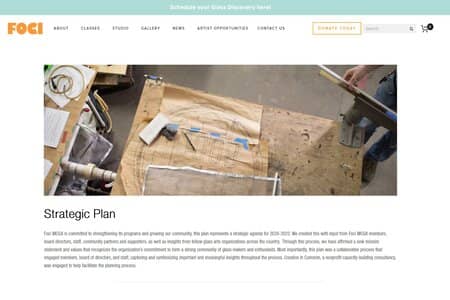 Schedule your Glass Discovery here!
FOCI
ABOUT CLASSES STUDIO GALLERY NEWS ARTIST OPPORTUNITIES CONTACT US
DONATE TODAY
SEARCH
0
Strategic Plan
Foci MCGA is committed to strengthening its programs and growing our community; this plan represents a strategic agenda for 2020-2023. We created this with input from Foci MCGA members,
board directors, staff, community partners and supporters, as well as insights from fellow glass arts organizations across the country. Through the process, we have affirmed a new mission
statement and values that recognizes the organization's commitment to form a strong community of glass makers and enthusiasts. Most importantly, this plan was a collaborative process that
engaged members, board of directors, and staff, capturing and synthesizing important and meaningful insights throughout the process. Creative in Common, a nonprofit capacity building consultancy,
was engaged to help facilitate the planning process.